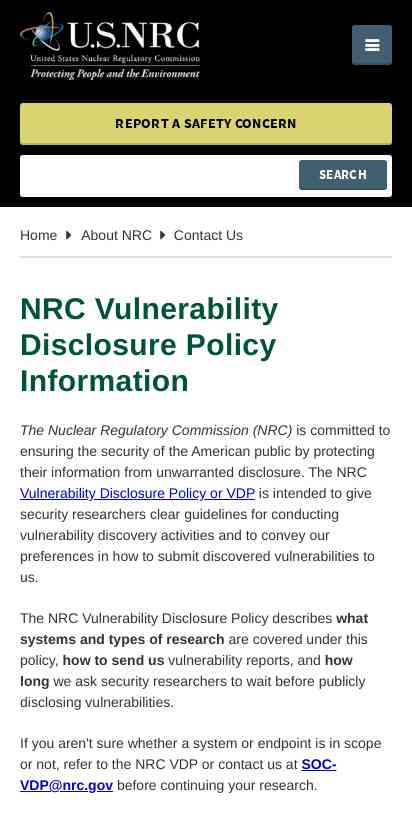 U.S.NRC
United States Nuclear Regulatory Commission
Protecting People and the Environment
REPORT A SAFETY CONCERN
SEARCH
Home About NRC Contact Us
NRC Vulnerability
Disclosure Policy
Information
The Nuclear Regulatory Commission (NRC) is committed to
ensuring the security of the American public by protecting
their information from unwarranted disclosure. The NRC
Vulnerability Disclosure Policy or VDP is intended to give
security researchers clear guidelines for conducting
vulnerability discovery activities and to convey our
preferences in how to submit discovered vulnerabilities to
us.
The NRC Vulnerability Disclosure Policy describes what
systems and types of research are covered under this
policy, how to send us vulnerability reports, and how
long we ask security researchers to wait before publicly
disclosing vulnerabilities.
If you aren't sure whether a system or endpoint is in scope
or not, refer to the NRC VDP or contact us at SOC-
VDP@nrc.gov before continuing your research.